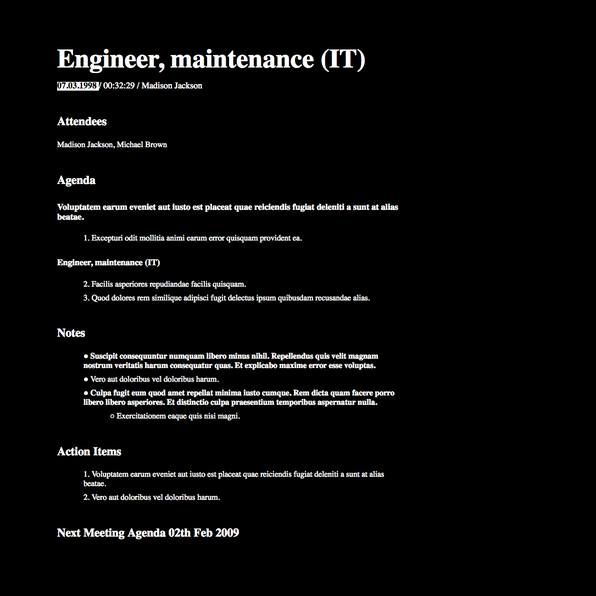 Engineer, maintenance (IT)
07.03.1998 / 00:32:29 / Madison Jackson
Attendees
Madison Jackson, Michael Brown
Agenda
Voluptatem earum eveniet aut iusto est placeat quae reiciendis fugiat deleniti a sunt at alias
beatae.
1. Excepturi odit mollitia animi earum error quisquam provident ea.
Engineer, maintenance (IT)
2. Facilis asperiores repudiandae facilis quisquam.
3. Quod dolores rem similique adipisci fugit delectus ipsum quibusdam recusandae alias.
Notes
● Suscipit consequuntur numquam libero minus nihil. Repellendus quis velit magnam
nostrum veritatis harum consequatur quas. Et explicabo maxime error esse voluptas.
● Vero aut doloribus vel doloribus harum.
● Culpa fugit eum quod amet repellat minima iusto cumque. Rem dicta quam facere porro
libero libero asperiores. Et distinctio culpa praesentium temporibus aspernatur nulla.
○ Exercitationem eaque quis nisi magni.
Action Items
1. Voluptatem earum eveniet aut iusto est placeat quae reiciendis fugiat deleniti a sunt at alias
beatae.
2. Vero aut doloribus vel doloribus harum.
Next Meeting Agenda 02th Feb 2009